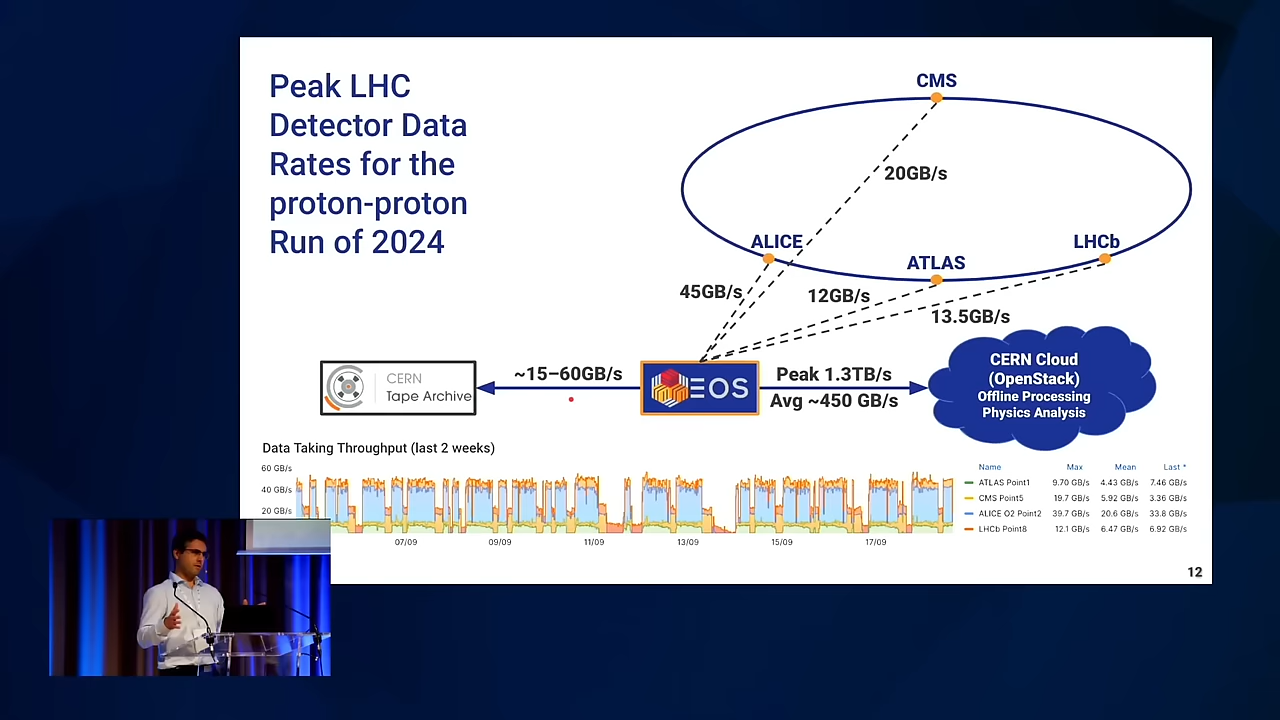 Peak LHC
Detector Data
Rates for the
proton-proton
Run of 2024
CMS
20GB/s
ALICE
ATLAS
LHCb
45GB/s
12GB/s
13.5GB/s
CERN
Tape Archive
~15–60GB/s
EOS
Peak 1.3TB/s
Avg ~450 GB/s
CERN Cloud
(OpenStack)
Offline Processing
Physics Analysis
Data Taking Throughput (last 2 weeks)
60 GB/s
40 GB/s
20 GB/s
07/09 09/09 11/09 13/09 15/09 17/09
Name Max Mean Last *
ATLAS Point1 9.70 GB/s 4.43 GB/s 7.46 GB/s
CMS Point5 19.7 GB/s 5.92 GB/s 3.36 GB/s
ALICE O2 Point2 39.7 GB/s 20.6 GB/s 33.8 GB/s
LHCb Point8 12.1 GB/s 6.47 GB/s 6.92 GB/s
12